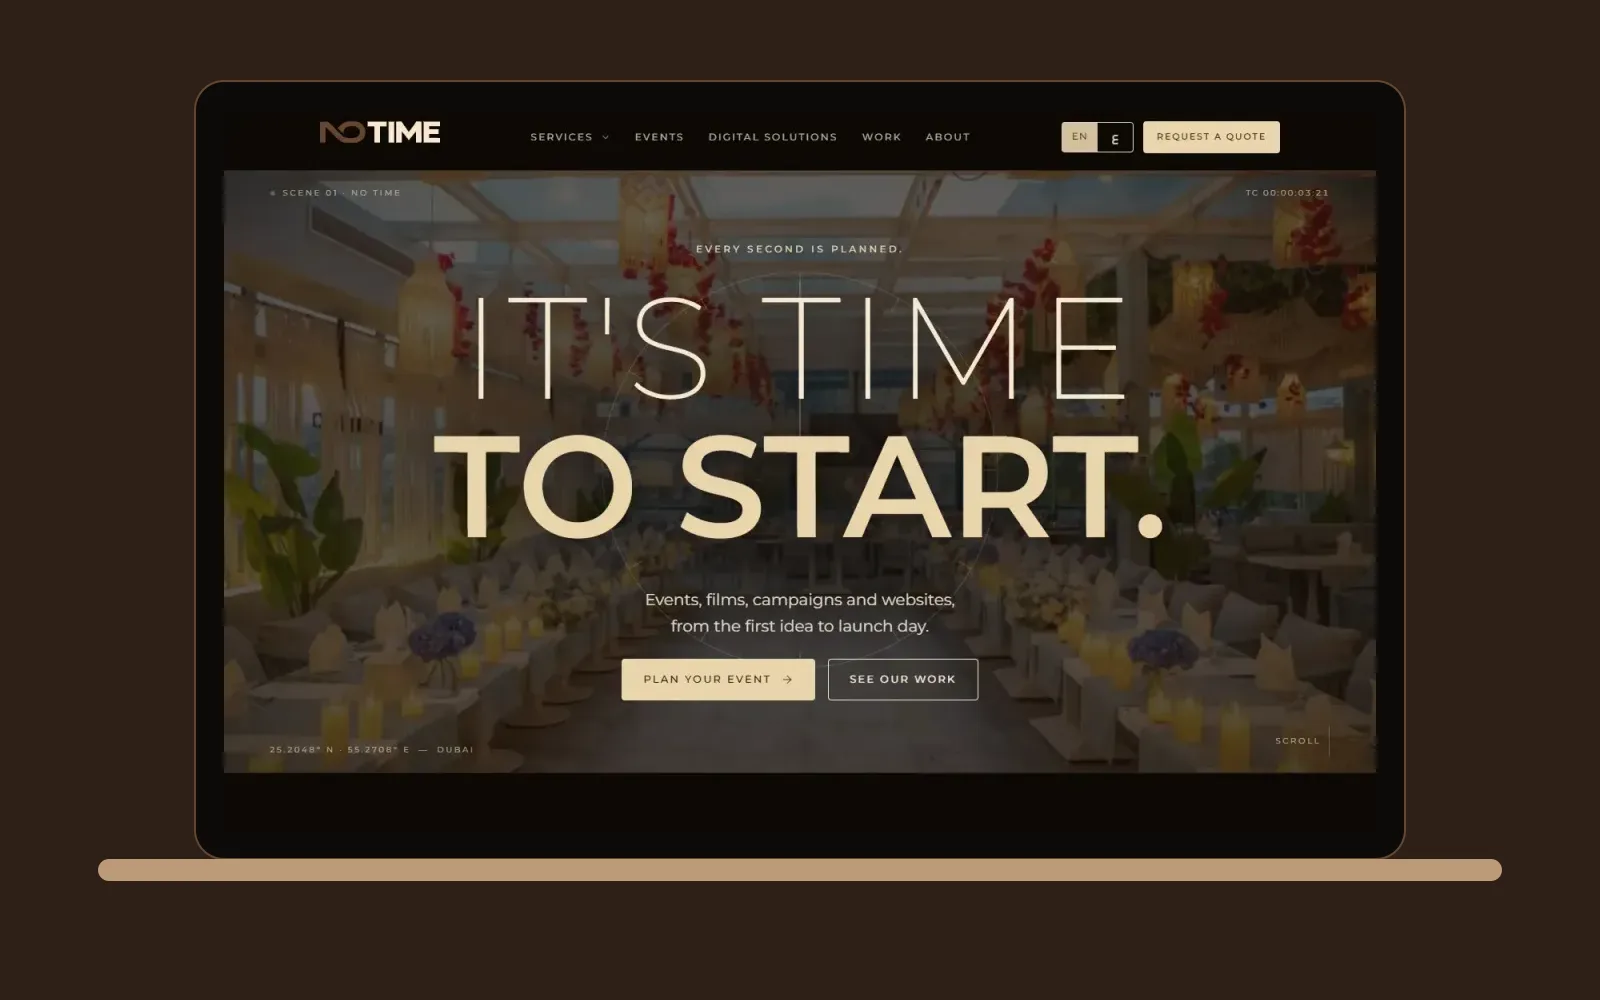 NOTIME
SERVICES
EVENTS
DIGITAL SOLUTIONS
WORK
ABOUT
EN
ع
REQUEST A QUOTE
SCENE 01 · NO TIME
TC 00:00:03:21
EVERY SECOND IS PLANNED.
IT'S TIME
TO START.
Events, films, campaigns and websites,
from the first idea to launch day.
PLAN YOUR EVENT →
SEE OUR WORK
25.2048° N · 55.2708° E — DUBAI
SCROLL